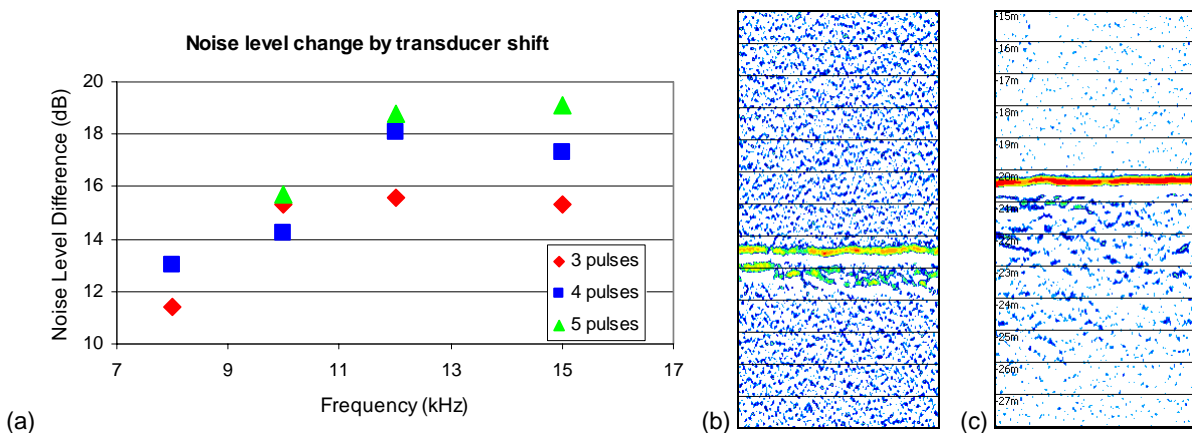 Noise level change by transducer shift
Noise Level Difference (dB)
20
18
16
14
12
10
7
9
11
13
15
17
Frequency (kHz)
3 pulses
4 pulses
5 pulses
(a)
(b)
(c)
-15m
-16m
-17m
-18m
-19m
-20m
-21m
-22m
-23m
-24m
-25m
-26m
-27m